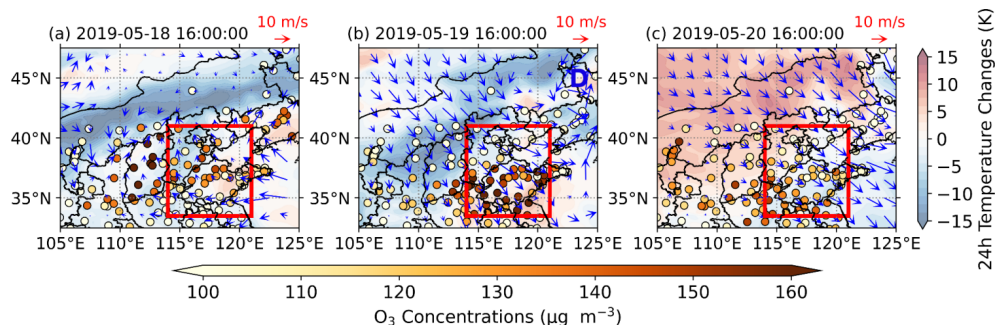 10 m/s
10 m/s
10 m/s
(a) 2019-05-18 16:00:00
(b) 2019-05-19 16:00:00
(c) 2019-05-20 16:00:00
45°N
40°N
35°N
105°E
110°E
115°E
120°E
125°E
45°N
40°N
35°N
105°E
110°E
115°E
120°E
125°E
D
45°N
40°N
35°N
105°E
110°E
115°E
120°E
125°E
15
10
5
0
−5
−10
−15
24h Temperature Changes (K)
100
110
120
130
140
150
160
O₃ Concentrations (μg m⁻³)